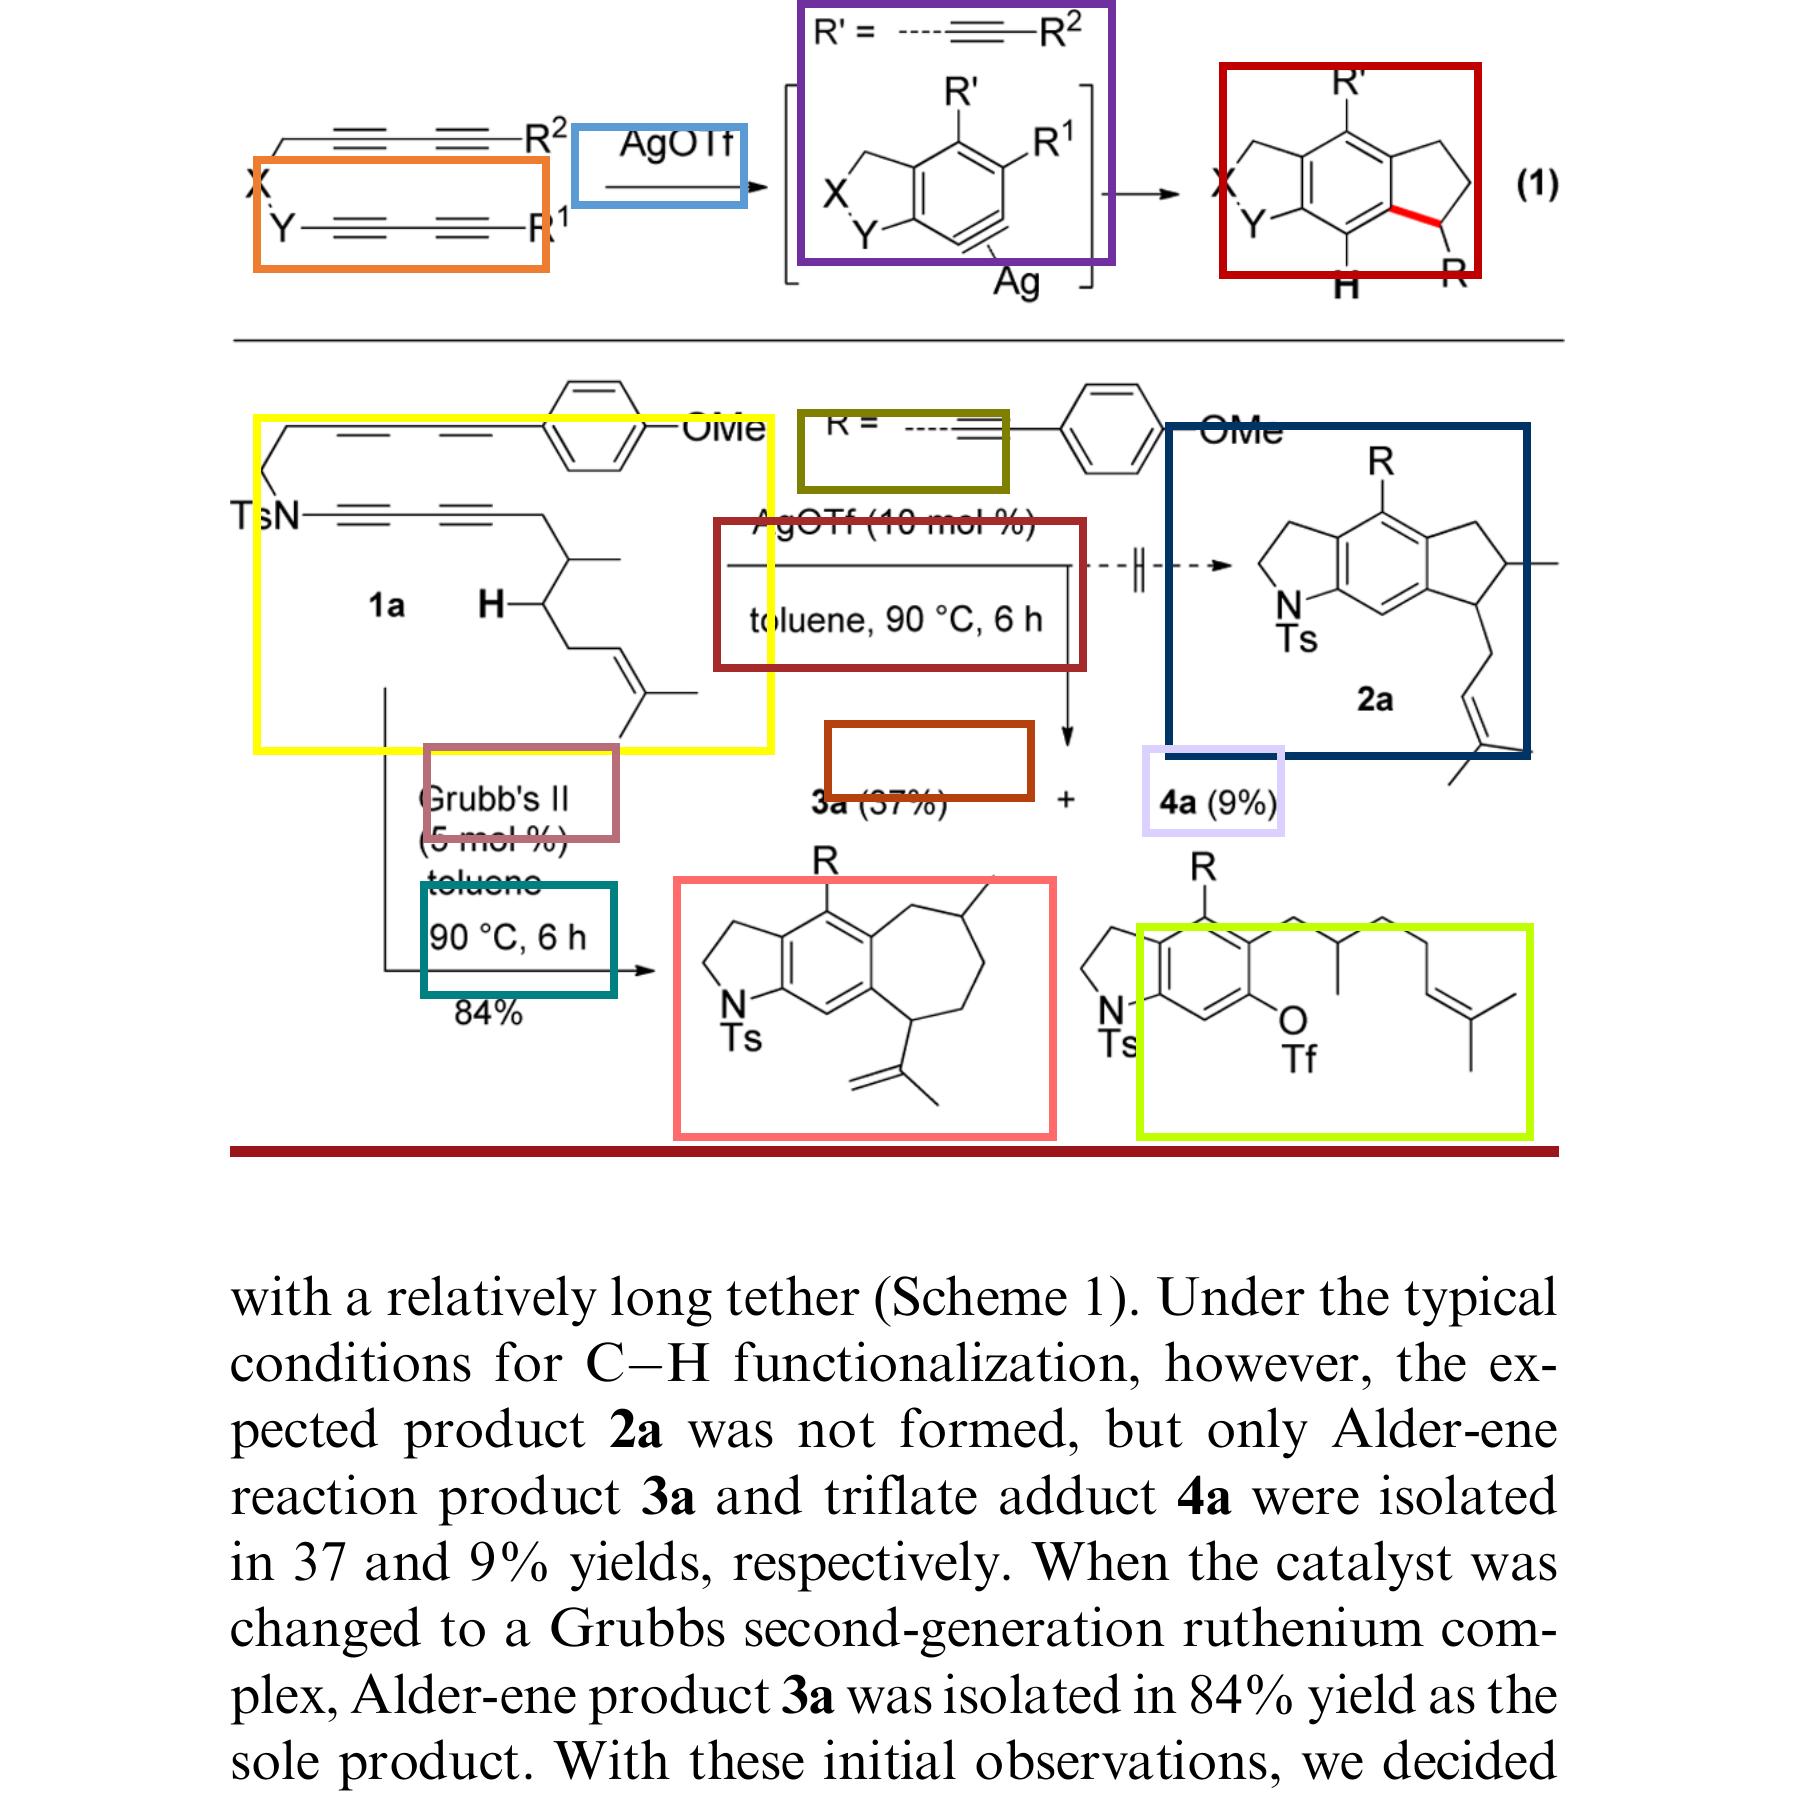 R' = R²
R'
R²
AgOTf
R¹
R'
X
X
X
(1)
Y
R¹
Y
Y
Ag
H
R
OMe
R =
OMe
R
TsN
AgOTf (10 mol %)
1a
H
toluene, 90 °C, 6 h
N
Ts
2a
Grubb's II
3a (37%)
+
4a (9%)
(5 mol %)
toluene
R
R
90 °C, 6 h
84%
N
Ts
N
Ts
O
Tf
with a relatively long tether (Scheme 1). Under the typical
conditions for C–H functionalization, however, the ex-
pected product 2a was not formed, but only Alder-ene
reaction product 3a and triflate adduct 4a were isolated
in 37 and 9% yields, respectively. When the catalyst was
changed to a Grubbs second-generation ruthenium com-
plex, Alder-ene product 3a was isolated in 84% yield as the
sole product. With these initial observations, we decided